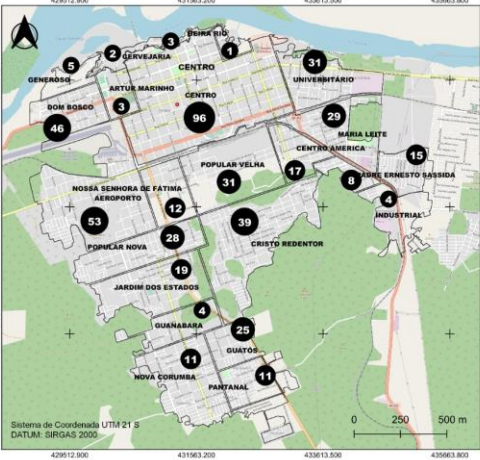 429512.900 431563.200 433613.500 435663.800
BEIRA RIO
3
1
2
CERVEJARIA
5
CENTRO
31
GENEROSO
UNIVERSITÁRIO
ARTUR MARINHO
CENTRO
3
DOM BOSCO
96
29
46
MARIA LEITE
CENTRO AMÉRICA
15
POPULAR VELHA
17
PADRE ERNESTO SASSIDA
31
8
NOSSA SENHORA DE FÁTIMA
AEROPORTO
4
12
INDUSTRIAL
53
39
28
POPULAR NOVA
CRISTO REDENTOR
19
JARDIM DOS ESTADOS
4
GUANABARA
25
GUATÓS
11
NOVA CORUMBÁ
11
PANTANAL
Sistema de Coordenada UTM 21 S
DATUM: SIRGAS 2000
0 250 500 m
429512.900 431563.200 433613.500 435663.800